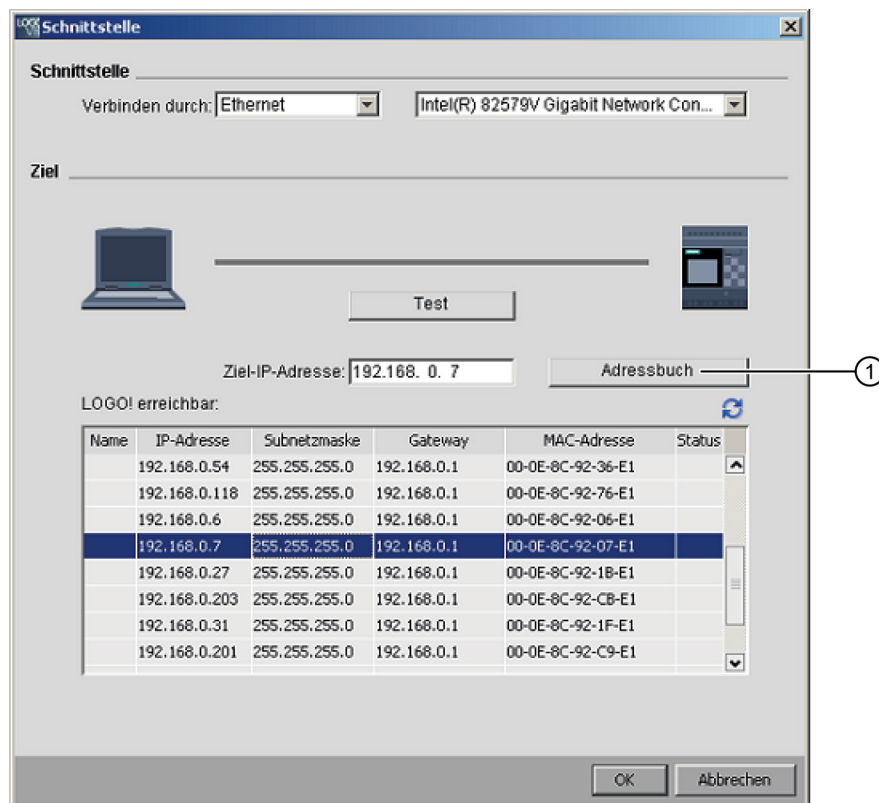 Schnittstelle
Schnittstelle
Verbinden durch: Ethernet Intel(R) 82579V Gigabit Network Con...
Ziel
Test
Ziel-IP-Adresse: 192.168. 0. 7 Adressbuch 1
LOGO! erreichbar:
Name IP-Adresse Subnetzmaske Gateway MAC-Adresse Status
192.168.0.54 255.255.255.0 192.168.0.1 00-0E-8C-92-36-E1
192.168.0.118 255.255.255.0 192.168.0.1 00-0E-8C-92-76-E1
192.168.0.6 255.255.255.0 192.168.0.1 00-0E-8C-92-06-E1
192.168.0.7 255.255.255.0 192.168.0.1 00-0E-8C-92-07-E1
192.168.0.27 255.255.255.0 192.168.0.1 00-0E-8C-92-1B-E1
192.168.0.203 255.255.255.0 192.168.0.1 00-0E-8C-92-CB-E1
192.168.0.31 255.255.255.0 192.168.0.1 00-0E-8C-92-1F-E1
192.168.0.201 255.255.255.0 192.168.0.1 00-0E-8C-92-C9-E1
OK Abbrechen